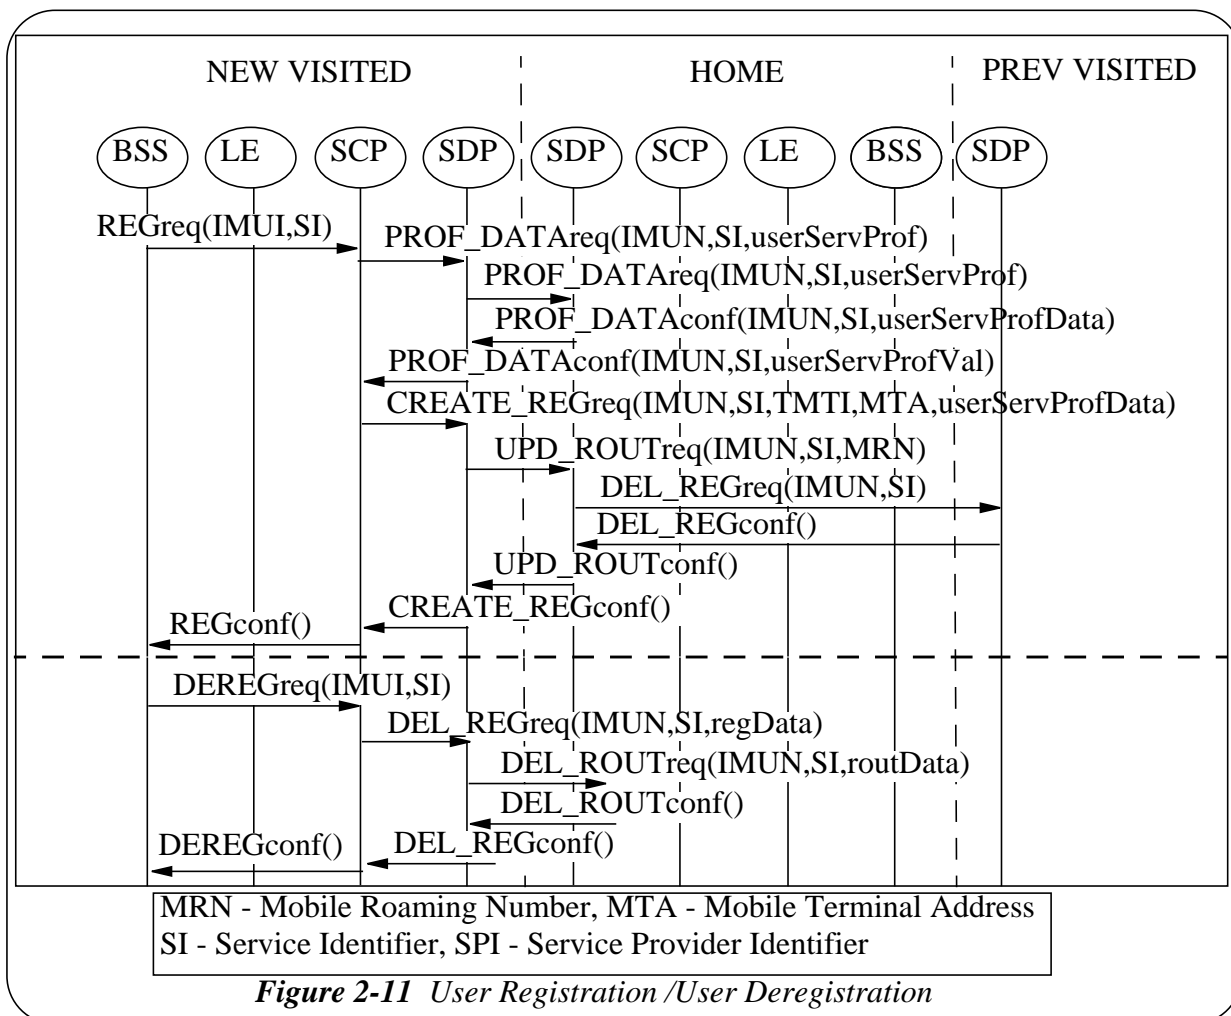 NEW VISITED HOME PREV VISITED
BSS LE SCP SDP SDP SCP LE BSS SDP
REGreq(IMUI,SI)
PROF_DATAreq(IMUN,SI,userServProf)
PROF_DATAreq(IMUN,SI,userServProf)
PROF_DATAconf(IMUN,SI,userServProfData)
PROF_DATAconf(IMUN,SI,userServProfVal)
CREATE_REGreq(IMUN,SI,TMTI,MTA,userServProfData)
UPD_ROUTreq(IMUN,SI,MRN)
DEL_REGreq(IMUN,SI)
DEL_REGconf()
UPD_ROUTconf()
CREATE_REGconf()
REGconf()
DEREGreq(IMUI,SI)
DEL_REGreq(IMUN,SI,regData)
DEL_ROUTreq(IMUN,SI,routData)
DEL_ROUTconf()
DEL_REGconf()
DEREGconf()
MRN - Mobile Roaming Number, MTA - Mobile Terminal Address
SI - Service Identifier, SPI - Service Provider Identifier
Figure 2-11 User Registration /User Deregistration